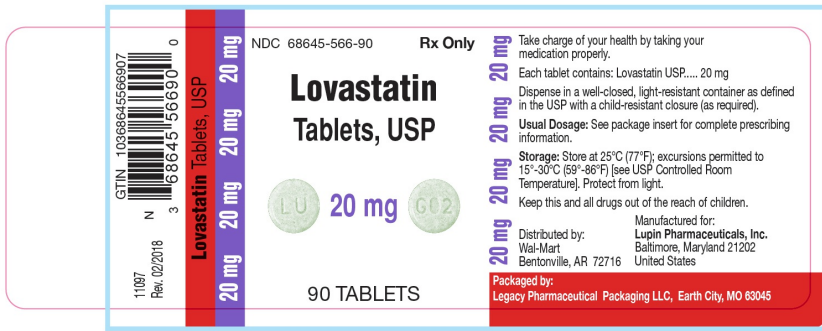 GTIN 10368645566907
N
3 68645 56690 0
11097
Rev. 02/2018
Lovastatin Tablets, USP
20 mg 20 mg 20 mg 20 mg
NDC 68645-566-90 Rx Only
Lovastatin
Tablets, USP
LU 20 mg G02
90 TABLETS
20 mg 20 mg 20 mg 20 mg
Take charge of your health by taking your
medication properly.
Each tablet contains: Lovastatin USP..... 20 mg
Dispense in a well-closed, light-resistant container as defined
in the USP with a child-resistant closure (as required).
Usual Dosage: See package insert for complete prescribing
information.
Storage: Store at 25°C (77°F); excursions permitted to
15°-30°C (59°-86°F) [see USP Controlled Room
Temperature]. Protect from light.
Keep this and all drugs out of the reach of children.
Distributed by:
Wal-Mart
Bentonville, AR 72716
Manufactured for:
Lupin Pharmaceuticals, Inc.
Baltimore, Maryland 21202
United States
Packaged by:
Legacy Pharmaceutical Packaging LLC, Earth City, MO 63045